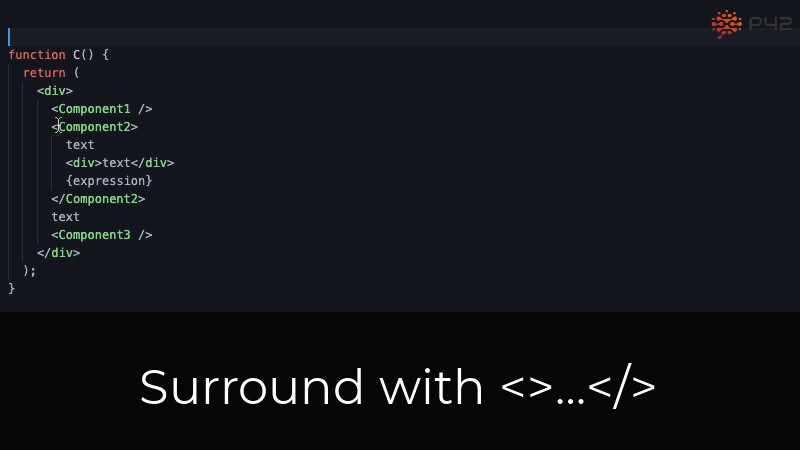 P42
function C() {
return (
<div>
<Component1 />
<Component2>
text
<div>text</div>
{expression}
</Component2>
text
<Component3 />
</div>
);
}
Surround with <>...</>